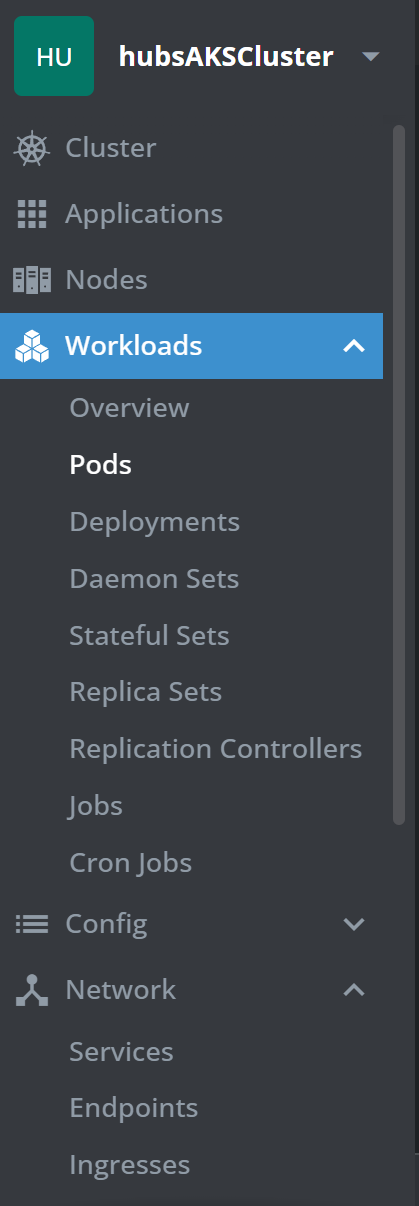 HU hubsAKSCluster
Cluster
Applications
Nodes
Workloads
Overview
Pods
Deployments
Daemon Sets
Stateful Sets
Replica Sets
Replication Controllers
Jobs
Cron Jobs
Config
Network
Services
Endpoints
Ingresses